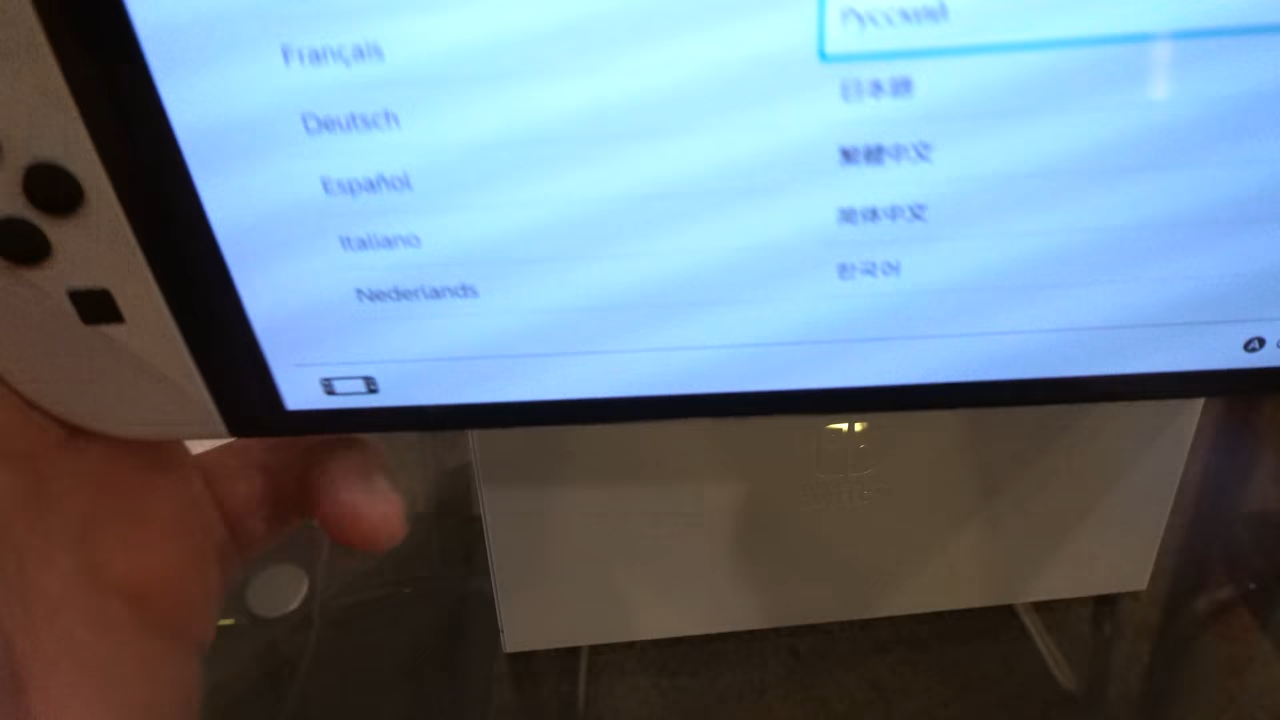 Français
Deutsch
Español
Italiano
Nederlands
Русский
日本語
繁體中文
简体中文
한국어
A